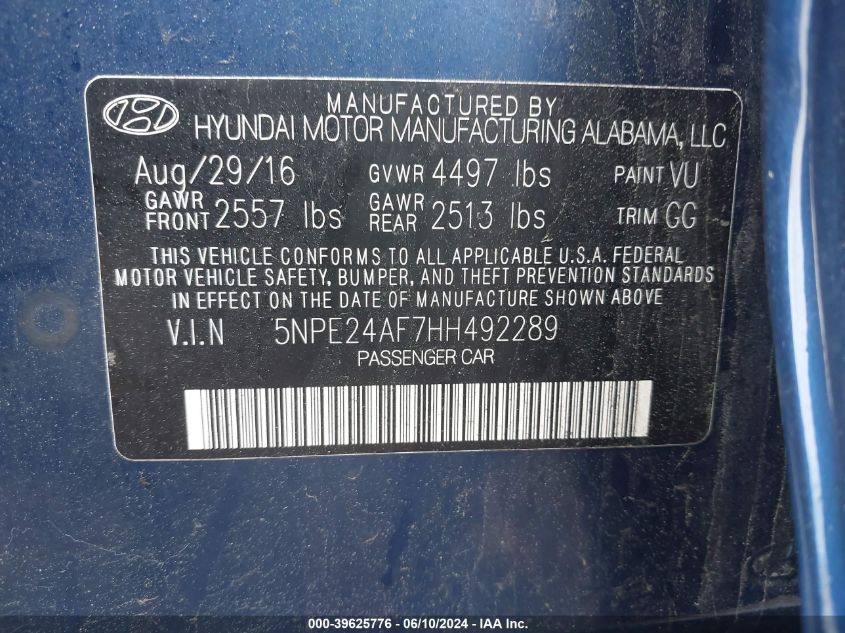 MANUFACTURED BY
HYUNDAI MOTOR MANUFACTURING ALABAMA, LLC
Aug/29/16 GVWR 4497 lbs PAINT VU
GAWR FRONT 2557 lbs GAWR REAR 2513 lbs TRIM GG
THIS VEHICLE CONFORMS TO ALL APPLICABLE U.S.A. FEDERAL
MOTOR VEHICLE SAFETY, BUMPER, AND THEFT PREVENTION STANDARDS
IN EFFECT ON THE DATE OF MANUFACTURE SHOWN ABOVE
V.I.N 5NPE24AF7HH492289
PASSENGER CAR
000-39625776 - 06/10/2024 - IAA Inc.